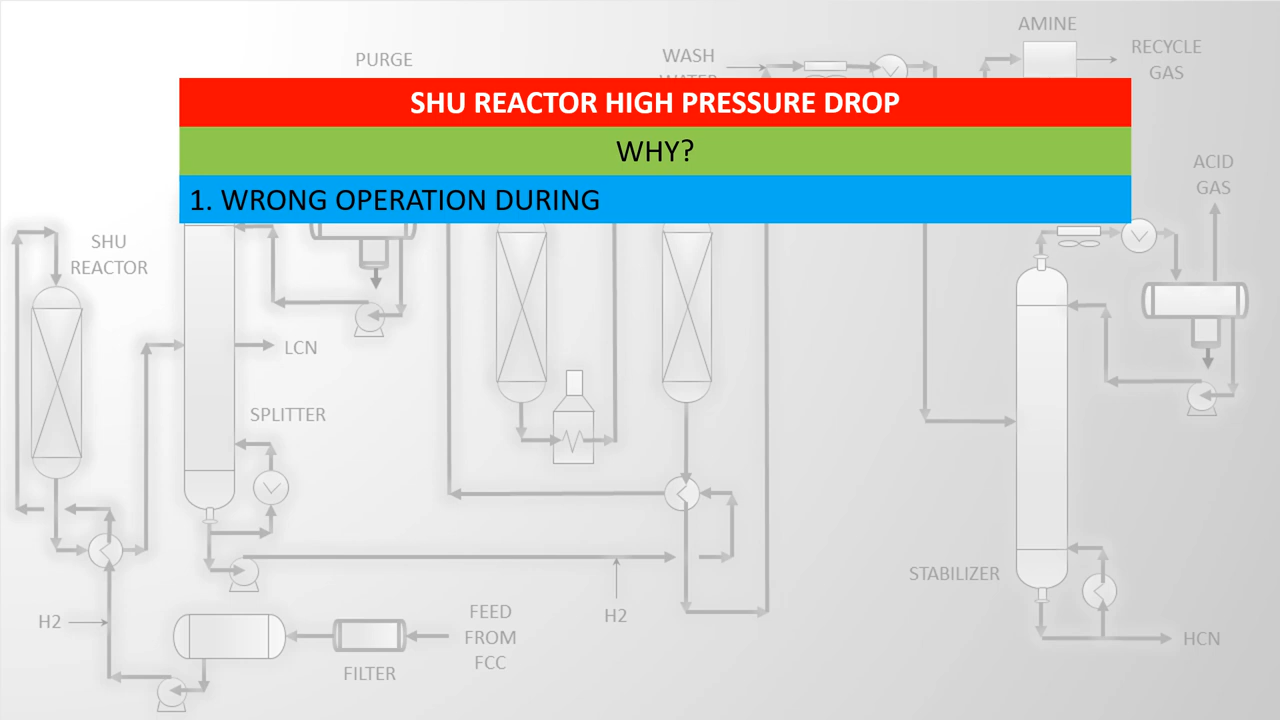 AMINE
RECYCLE
GAS
PURGE
WASH
SHU REACTOR HIGH PRESSURE DROP
WHY?
1. WRONG OPERATION DURING
ACID
GAS
SHU
REACTOR
LCN
SPLITTER
STABILIZER
H2
FEED
FROM
FCC
H2
FILTER
HCN